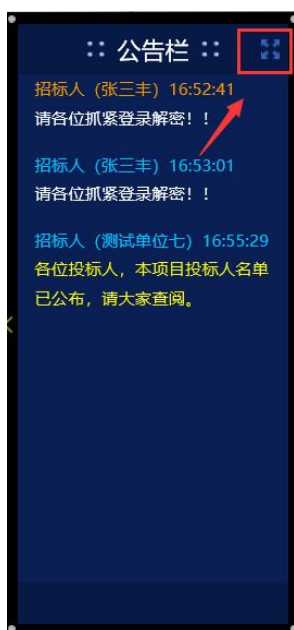 :: 公告栏 ::
招标人（张三丰）16:52:41
请各位抓紧登录解密！！
招标人（张三丰）16:53:01
请各位抓紧登录解密！！
招标人（测试单位七）16:55:29
各位投标人，本项目投标人名单
已公布，请大家查阅。